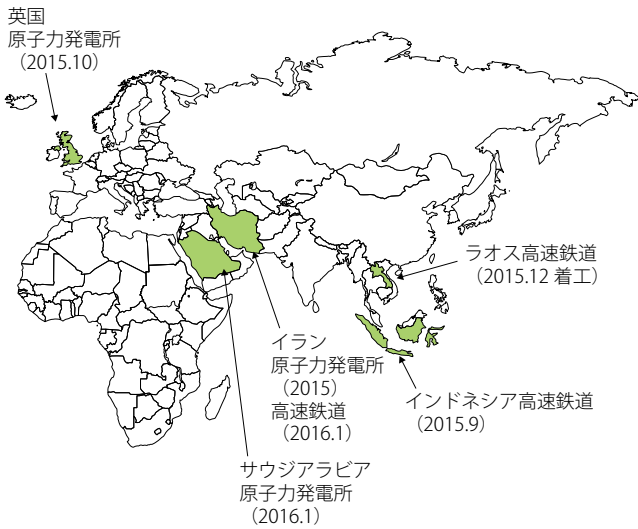 英国
原子力発電所
（2015.10）
ラオス高速鉄道
（2015.12 着工）
イラン
原子力発電所
（2015）
高速鉄道
（2016.1）
インドネシア高速鉄道
（2015.9）
サウジアラビア
原子力発電所
（2016.1）